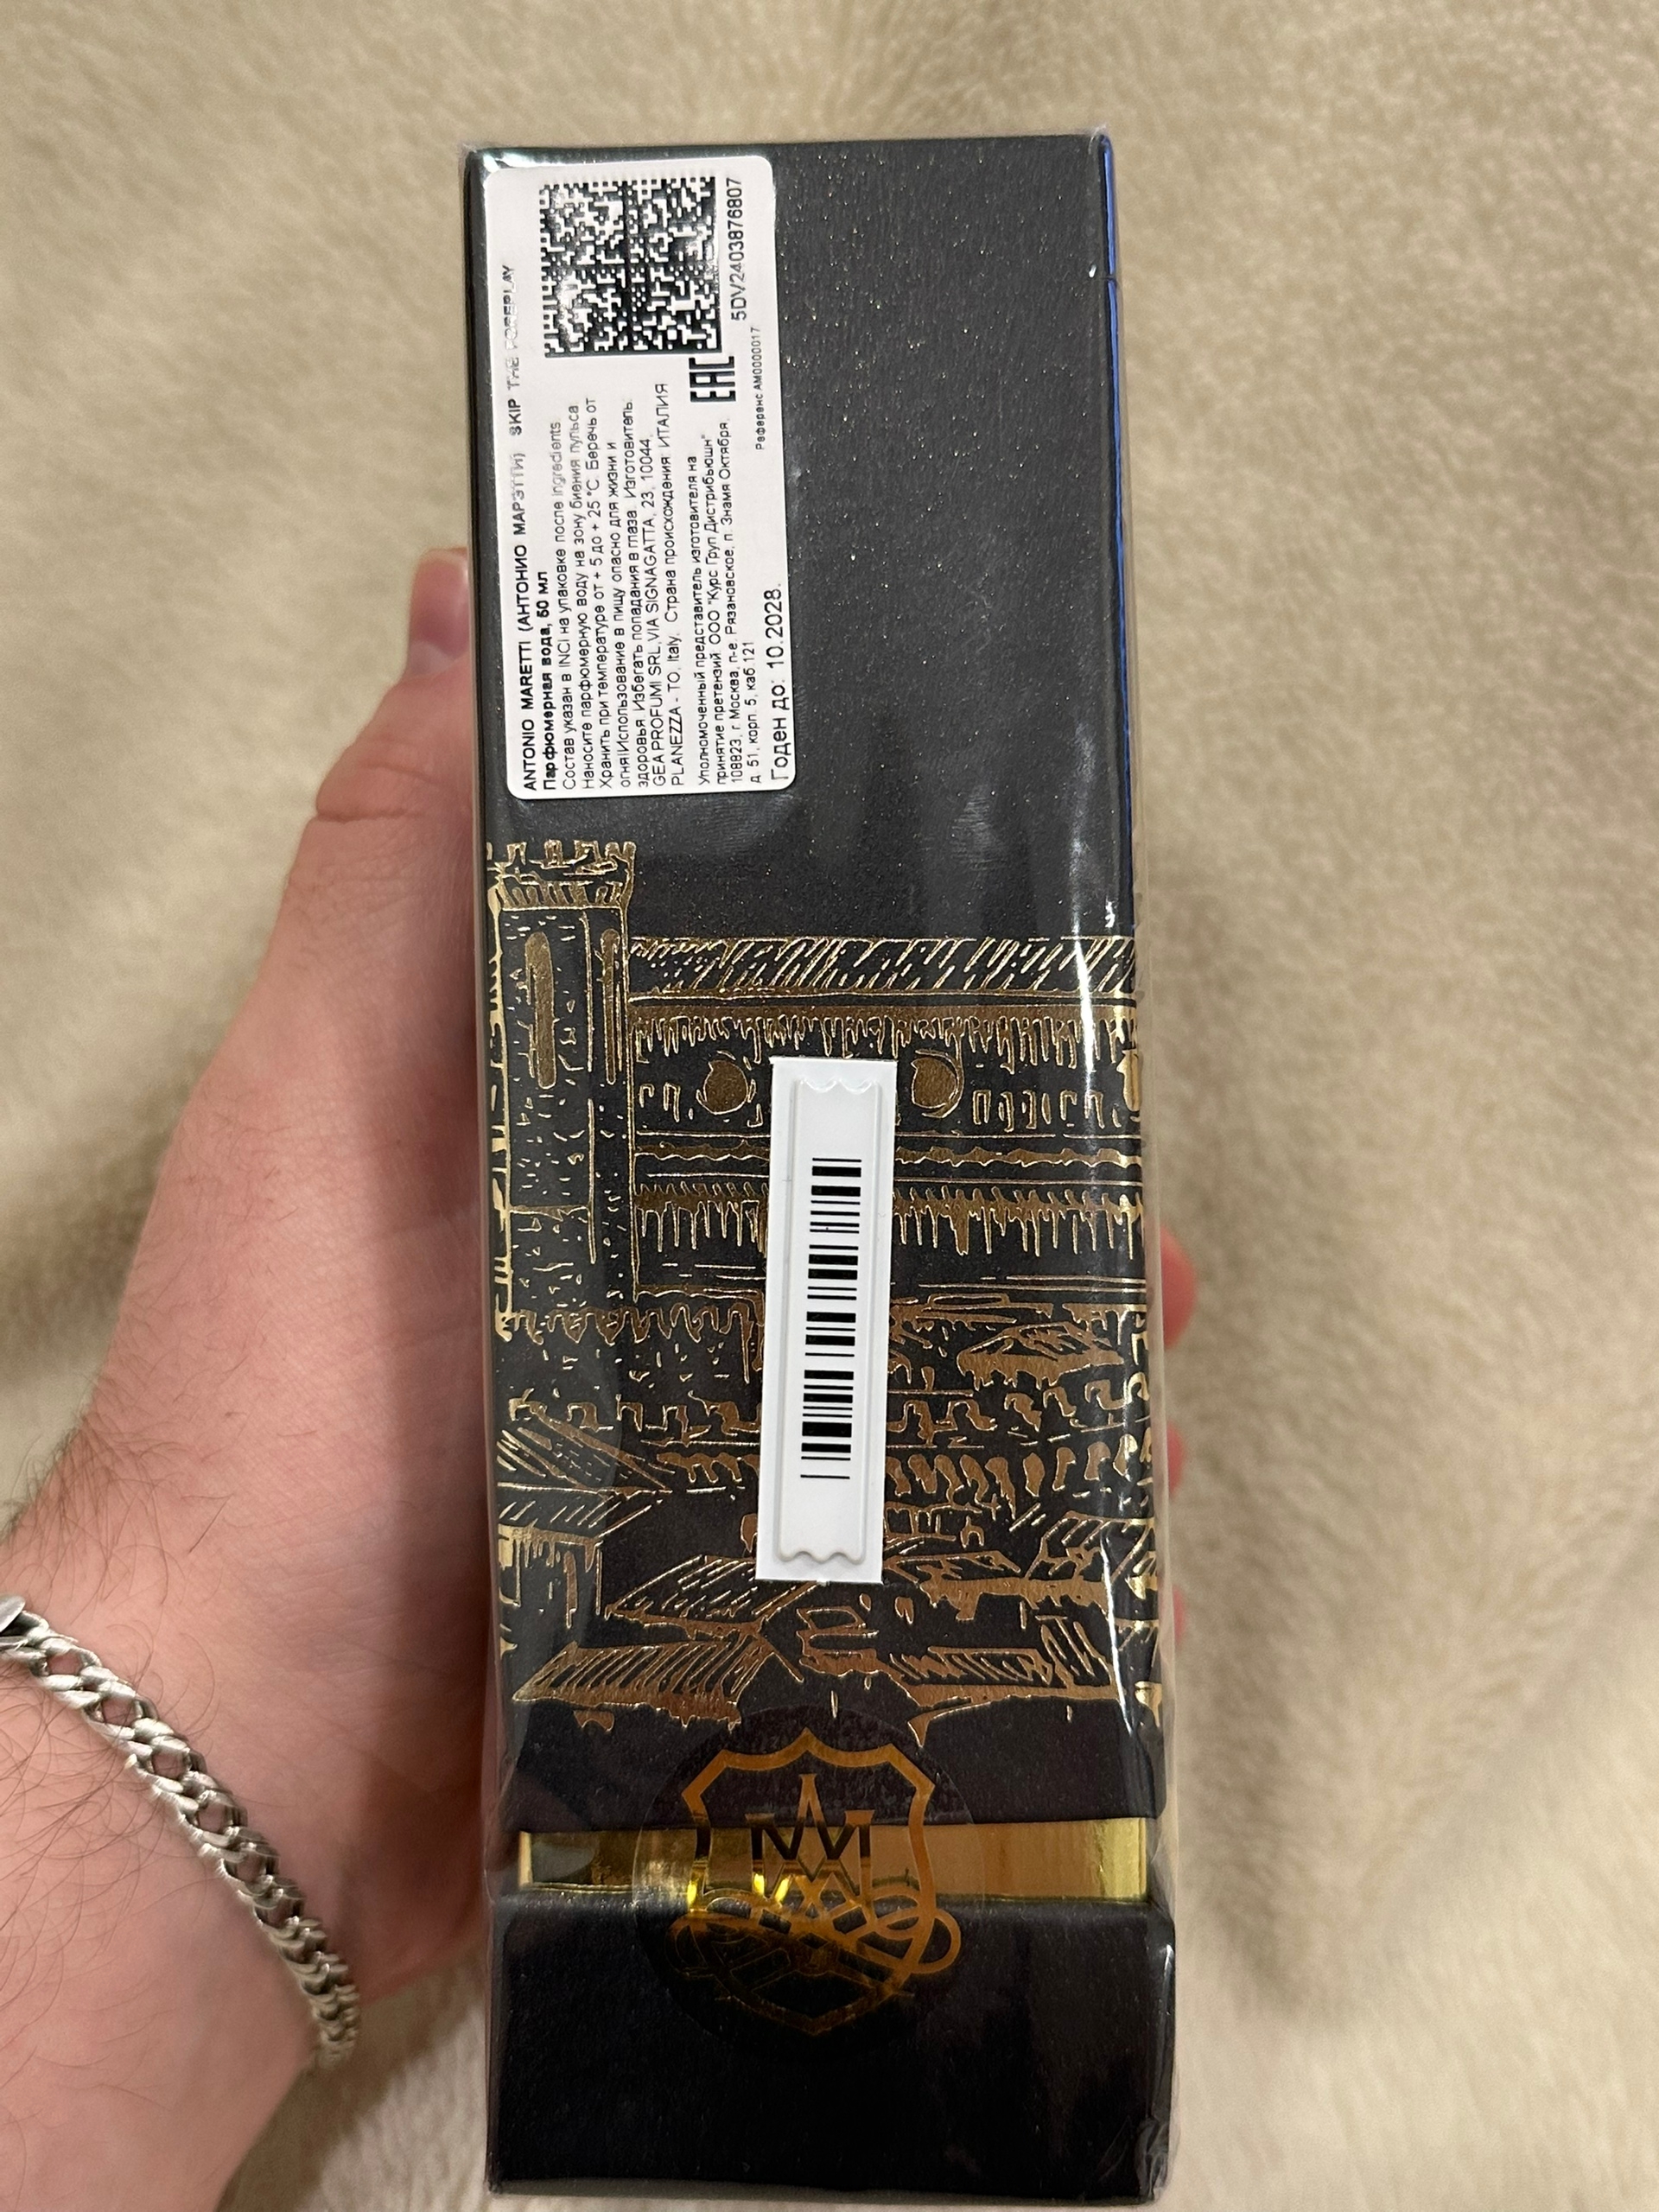 ANTONIO MARETTI (АНТОНИО МАРЭТТИ) SKIP THE FOREPLAY
Парфюмерная вода, 50 мл
Состав указан в INCI на упаковке после Ingredients
Наносите парфюмерную воду на зону биения пульса
Хранить при температуре от + 5 до + 25 °C. Беречь от
огня!Использование в пищу опасно для жизни и
здоровья. Избегать попадания в глаза. Изготовитель:
GEA PROFUMI SRL, VIA SIGNAGATTA, 23, 10044,
PLANEZZA - TO, Italy. Страна происхождения: ИТАЛИЯ
Уполномоченный представитель изготовителя на
принятие претензий: ООО "Курс Груп Дистрибьюшн"
108823, г. Москва, п-е. Рязановское, п. Знамя Октября,
д. 51, корп. 5, каб 121
Годен до: 10.2028.
EAC
5DV2403876807
Референс AM0000017
AM